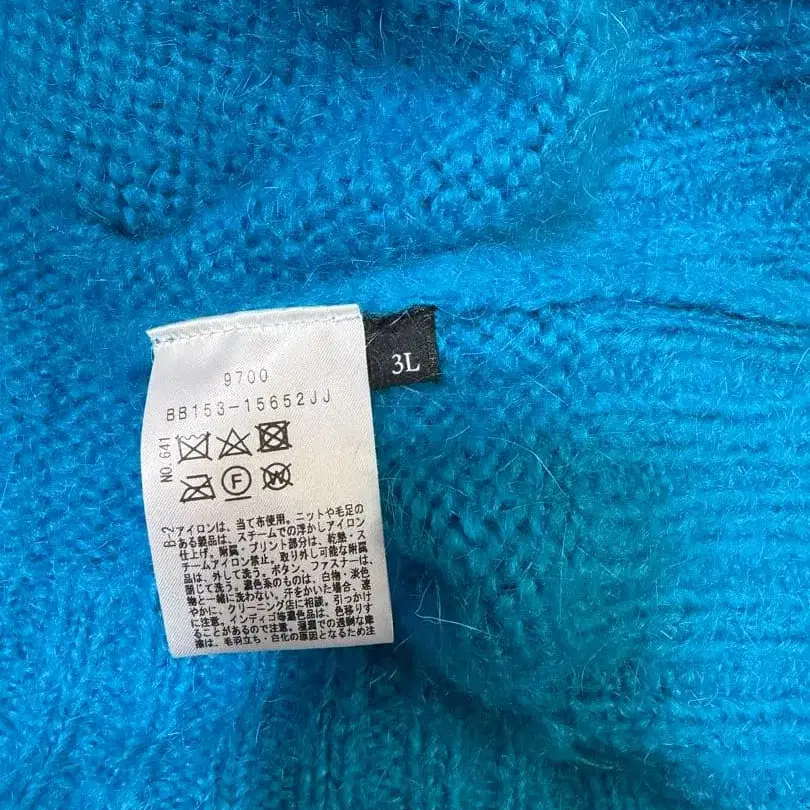 3L
9700
BB153-15652JJ
NO.641
F
W
B-2
アイロンは、当て布使用。ニットや毛足の
ある製品は、スチームでの浮かしアイロン
仕上げ。附属・プリント部分は、乾熱・ス
チームアイロン禁止。取り外し可能な附属
品は、外して洗う。ボタン、ファスナーは、
閉じて洗う。濃色系のものは、白物・淡色
物と一緒に洗わない。汗をかいた場合、速
やかに、クリーニング店に相談。引っかけ
に注意。インディゴ等濃色品は、色移りす
ることがあるので注意。湿潤での過剰な摩
擦は、毛羽立ち・白化の原因となるため注